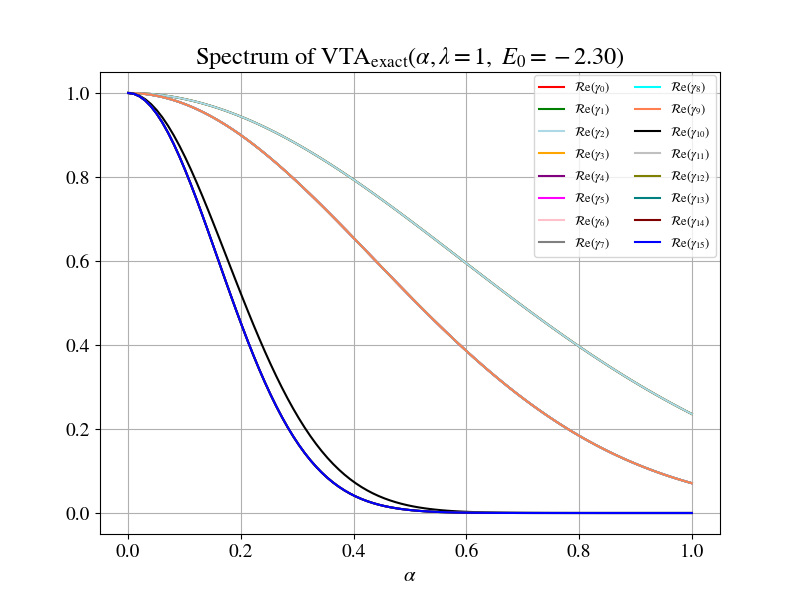 Spectrum of VTA_exact(α, λ = 1, E₀ = −2.30)
1.0
0.8
0.6
0.4
0.2
0.0
0.0 0.2 0.4 0.6 0.8 1.0
α
ℛe(γ₀) ℛe(γ₈)
ℛe(γ₁) ℛe(γ₉)
ℛe(γ₂) ℛe(γ₁₀)
ℛe(γ₃) ℛe(γ₁₁)
ℛe(γ₄) ℛe(γ₁₂)
ℛe(γ₅) ℛe(γ₁₃)
ℛe(γ₆) ℛe(γ₁₄)
ℛe(γ₇) ℛe(γ₁₅)